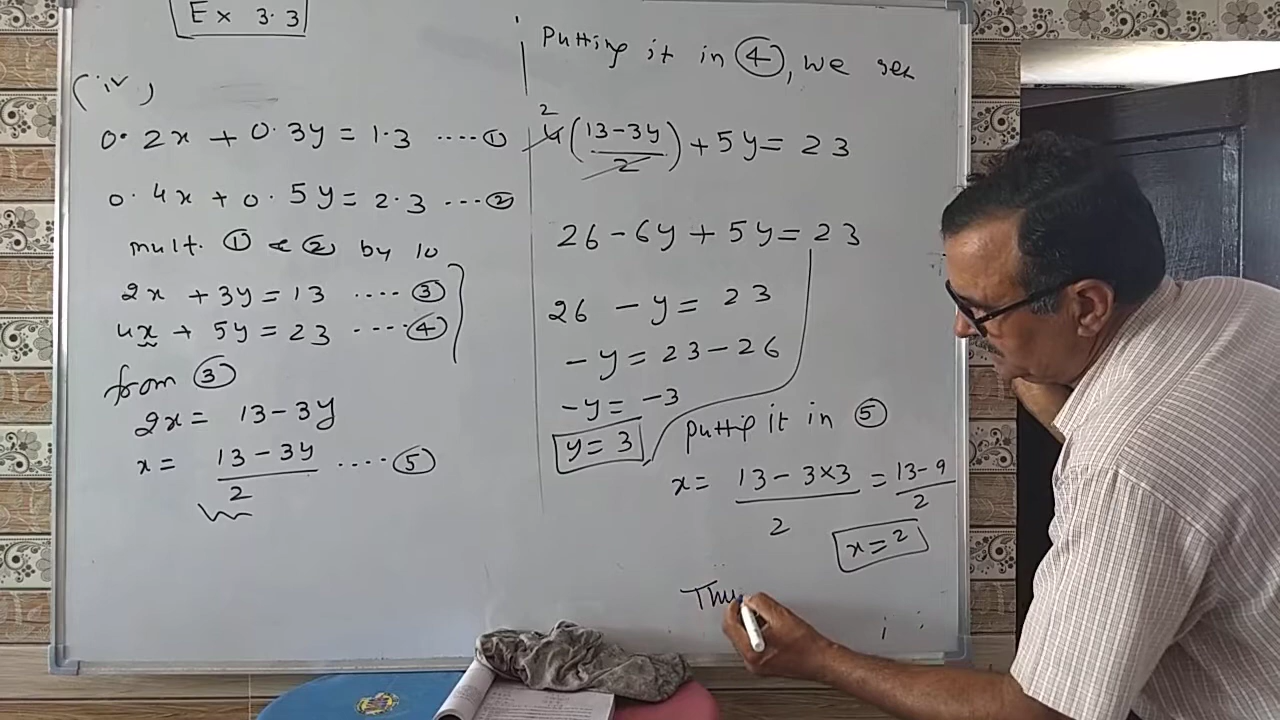 Ex 3.3
(iv)
0.2x + 0.3y = 1.3 ....①
0.4x + 0.5y = 2.3 ...②
mult. ① & ② by 10
2x + 3y = 13 ....③
4x + 5y = 23 ....④
from ③
2x = 13-3y
x = 13-3y/2 ....⑤
Putting it in ④, we get
2
4(13-3y/2) + 5y = 23
26-6y+5y = 23
26 - y = 23
-y = 23-26
-y = -3
y = 3
putting it in ⑤
x = 13-3×3/2 = 13-9/2
x = 2
Thu